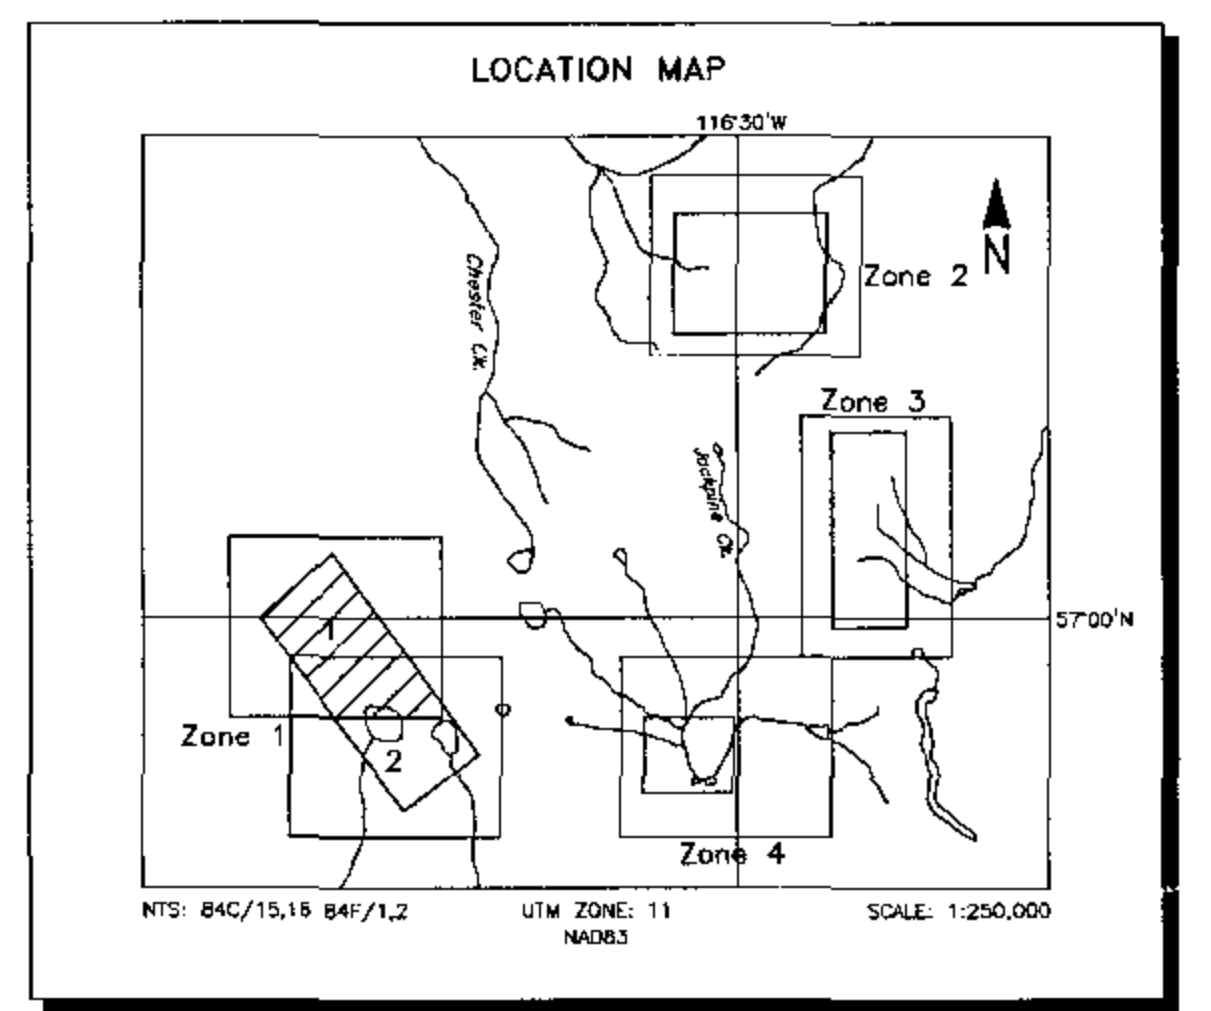 LOCATION MAP
116°30'W
N
Zone 2
Chester Ck.
Zone 3
Jackpine Ck.
57°00'N
1
Zone 1
2
Zone 4
NTS: 84C/15,16 84F/1,2
UTM ZONE: 11
SCALE: 1:250,000
NAD83